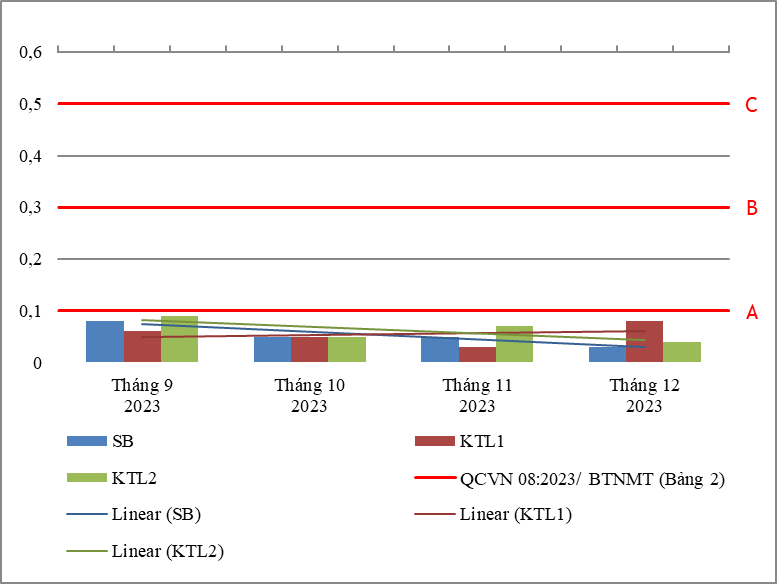 0,6
0,5
C
0,4
0,3
B
0,2
0,1
A
0
Tháng 9 Tháng 10 Tháng 11 Tháng 12
2023 2023 2023 2023
SB KTL1
KTL2 QCVN 08:2023/ BTNMT (Bảng 2)
Linear (SB) Linear (KTL1)
Linear (KTL2)